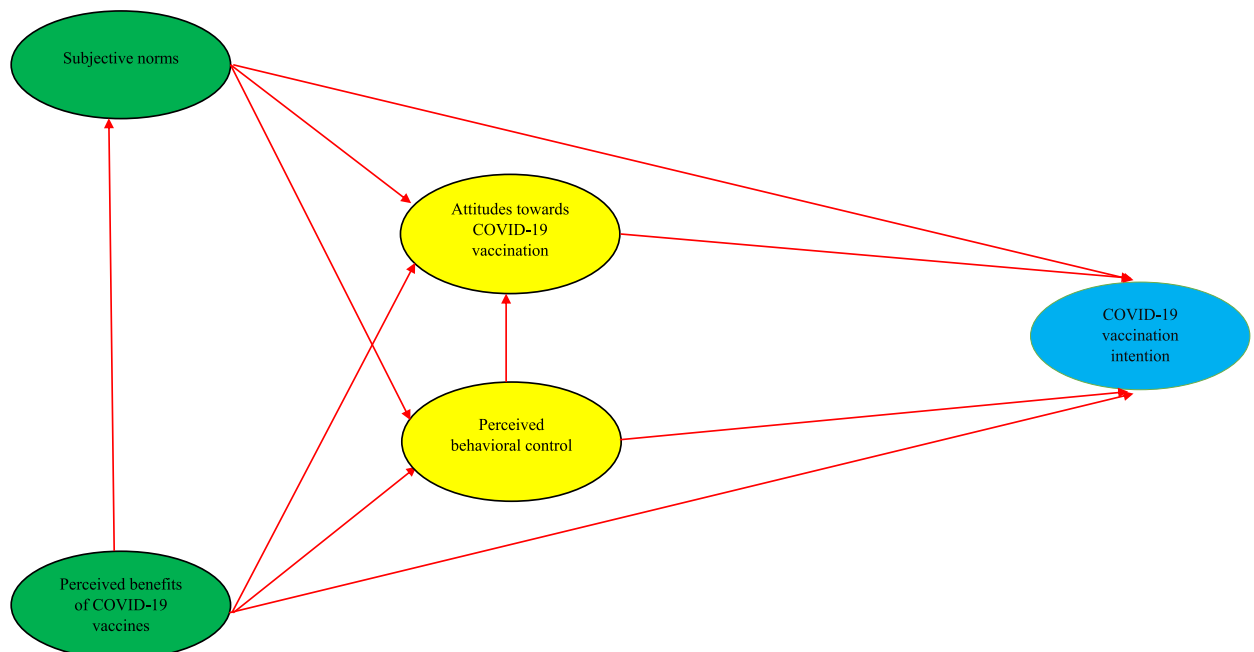 Subjective norms
Attitudes towards
COVID-19
vaccination
COVID-19
vaccination
intention
Perceived
behavioral control
Perceived benefits
of COVID-19
vaccines